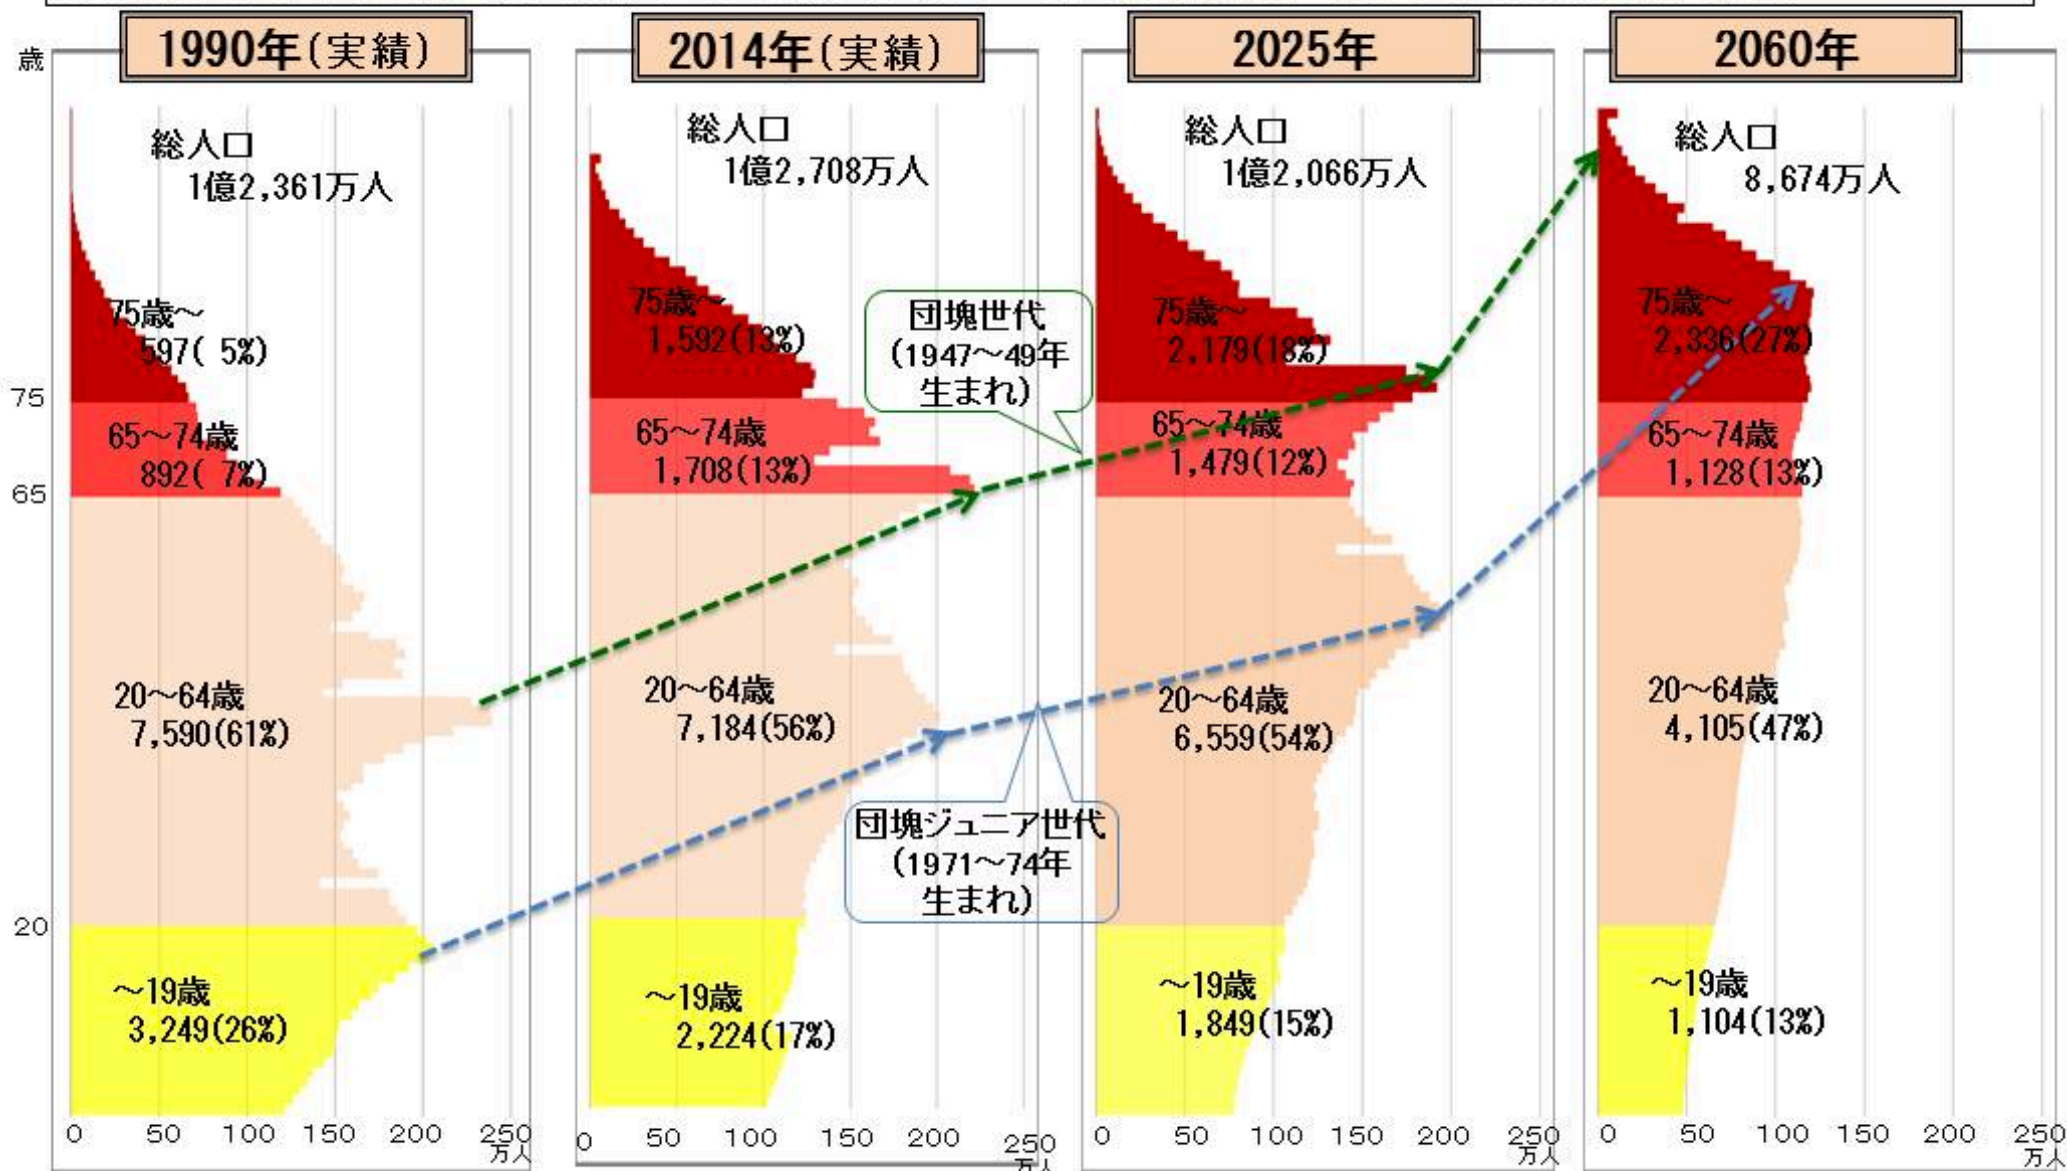 1990年(実績)
2014年(実績)
2025年
2060年
歳
75
65
20
総人口
1億2,361万人
75歳～
597( 5%)
65～74歳
892( 7%)
20～64歳
7,590(61%)
～19歳
3,249(26%)
0 50 100 150 200 250
万人
総人口
1億2,708万人
75歳～
1,592(13%)
65～74歳
1,708(13%)
20～64歳
7,184(56%)
～19歳
2,224(17%)
0 50 100 150 200 250
万人
団塊世代
(1947～49年
生まれ)
団塊ジュニア世代
(1971～74年
生まれ)
総人口
1億2,066万人
75歳～
2,179(18%)
65～74歳
1,479(12%)
20～64歳
6,559(54%)
～19歳
1,849(15%)
0 50 100 150 200 250
万人
総人口
8,674万人
75歳～
2,336(27%)
65～74歳
1,128(13%)
20～64歳
4,105(47%)
～19歳
1,104(13%)
0 50 100 150 200 250
万人